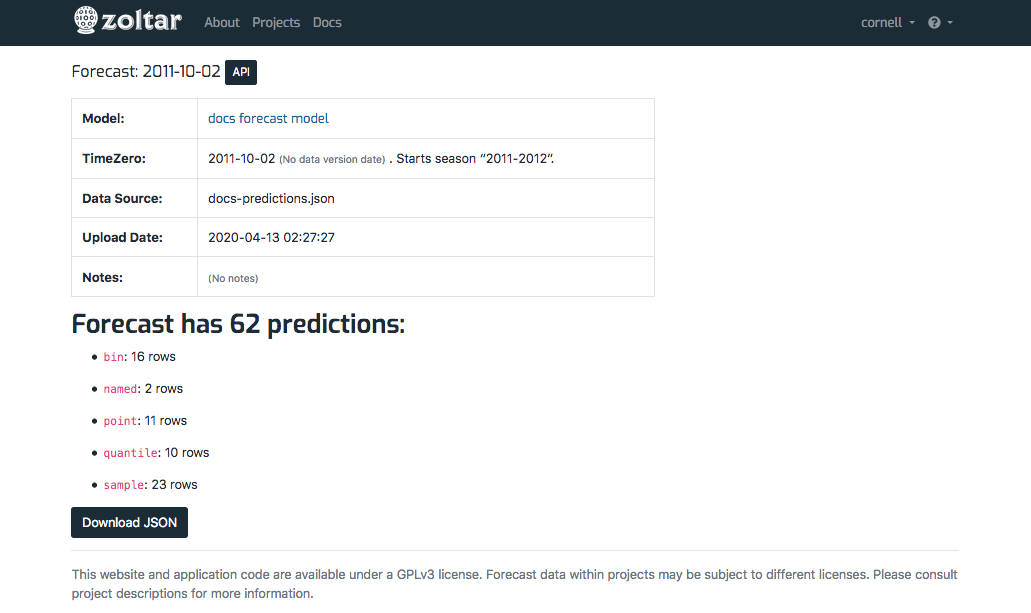 zoltar About Projects Docs cornell ?
Forecast: 2011-10-02 API
Model: docs forecast model
TimeZero: 2011-10-02 (No data version date) . Starts season “2011-2012”.
Data Source: docs-predictions.json
Upload Date: 2020-04-13 02:27:27
Notes: (No notes)
Forecast has 62 predictions:
• bin: 16 rows
• named: 2 rows
• point: 11 rows
• quantile: 10 rows
• sample: 23 rows
Download JSON
This website and application code are available under a GPLv3 license. Forecast data within projects may be subject to different licenses. Please consult
project descriptions for more information.